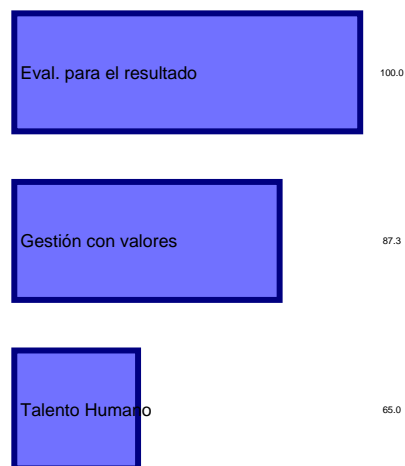 Eval. para el resultado 100.0
Gestión con valores 87.3
Talento Humano 65.0